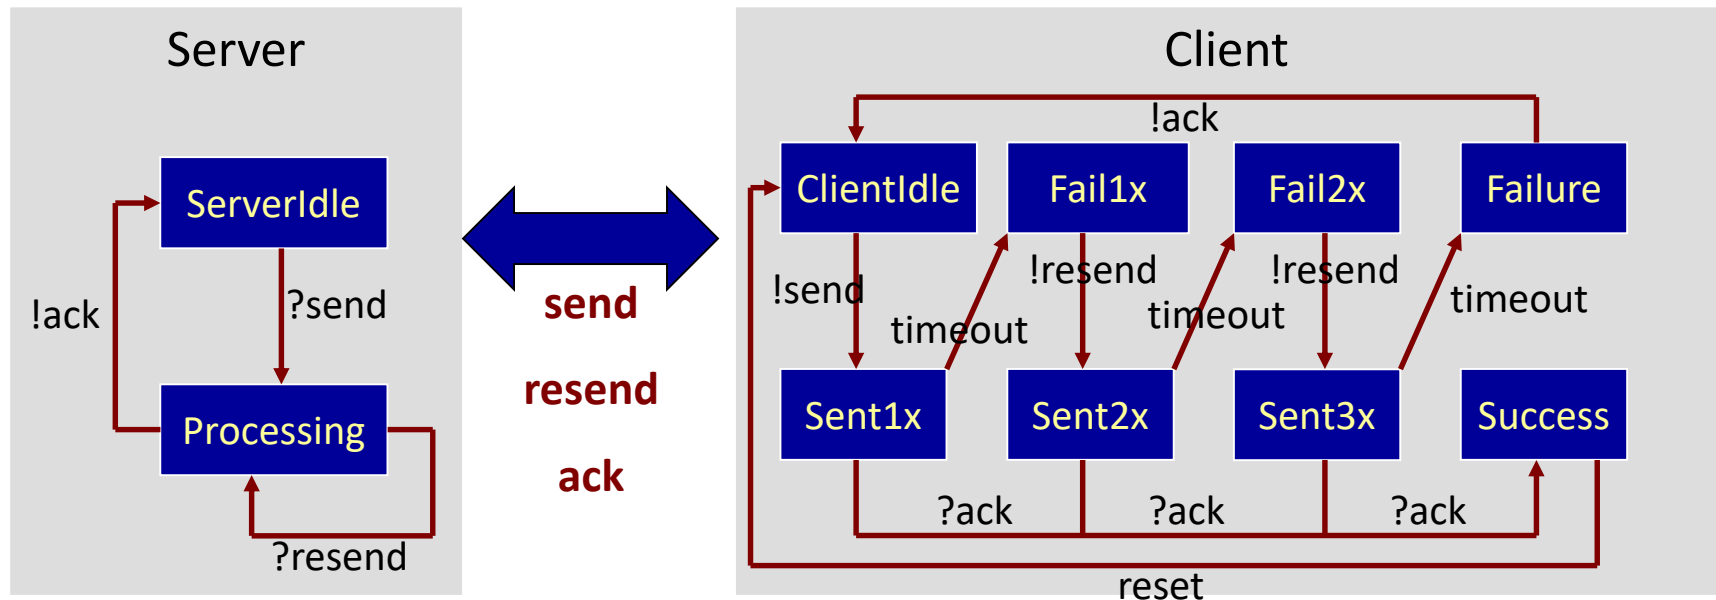 Server
ServerIdle
!ack
?send
Processing
?resend
send
resend
ack
Client
!ack
ClientIdle
Fail1x
Fail2x
Failure
!send
!resend
!resend
timeout
timeout
timeout
Sent1x
Sent2x
Sent3x
Success
?ack
?ack
?ack
reset